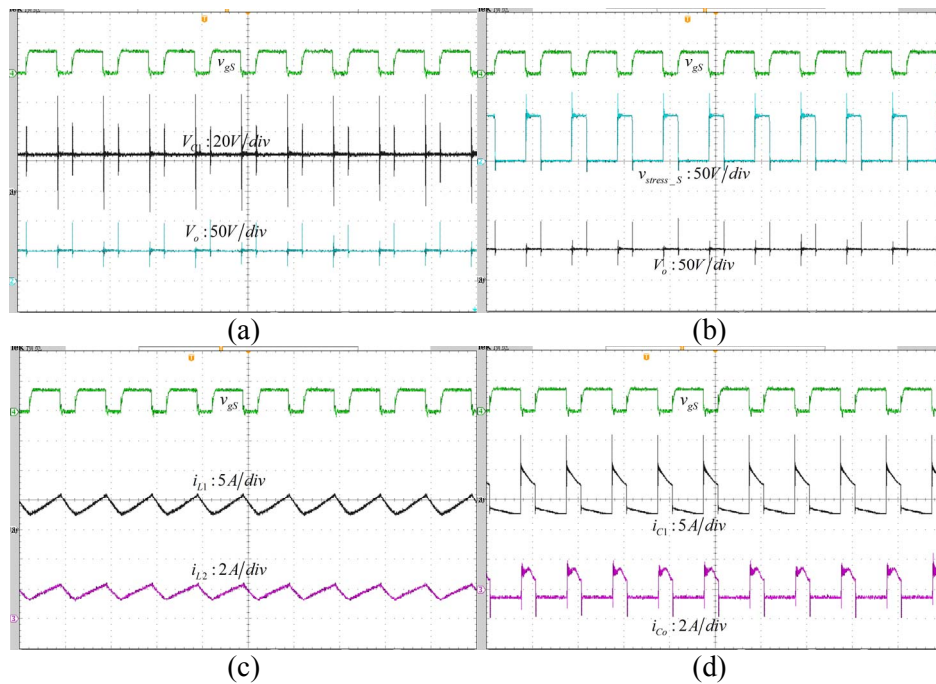 v_gS
V_C1 : 20V/div
V_o : 50V/div
(a)
v_gS
v_stress_S : 50V/div
V_o : 50V/div
(b)
v_gS
i_L1 : 5A/div
i_L2 : 2A/div
(c)
v_gS
i_C1 : 5A/div
i_Co : 2A/div
(d)